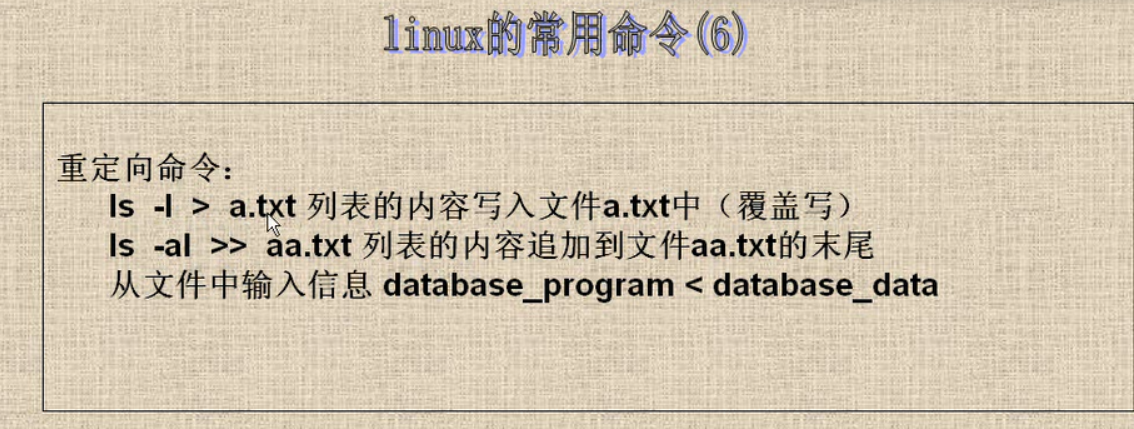 linux的常用命令(6)
重定向命令：
ls -l > a.txt 列表的内容写入文件a.txt中（覆盖写）
ls -al >> aa.txt 列表的内容追加到文件aa.txt的末尾
从文件中输入信息 database_program < database_data